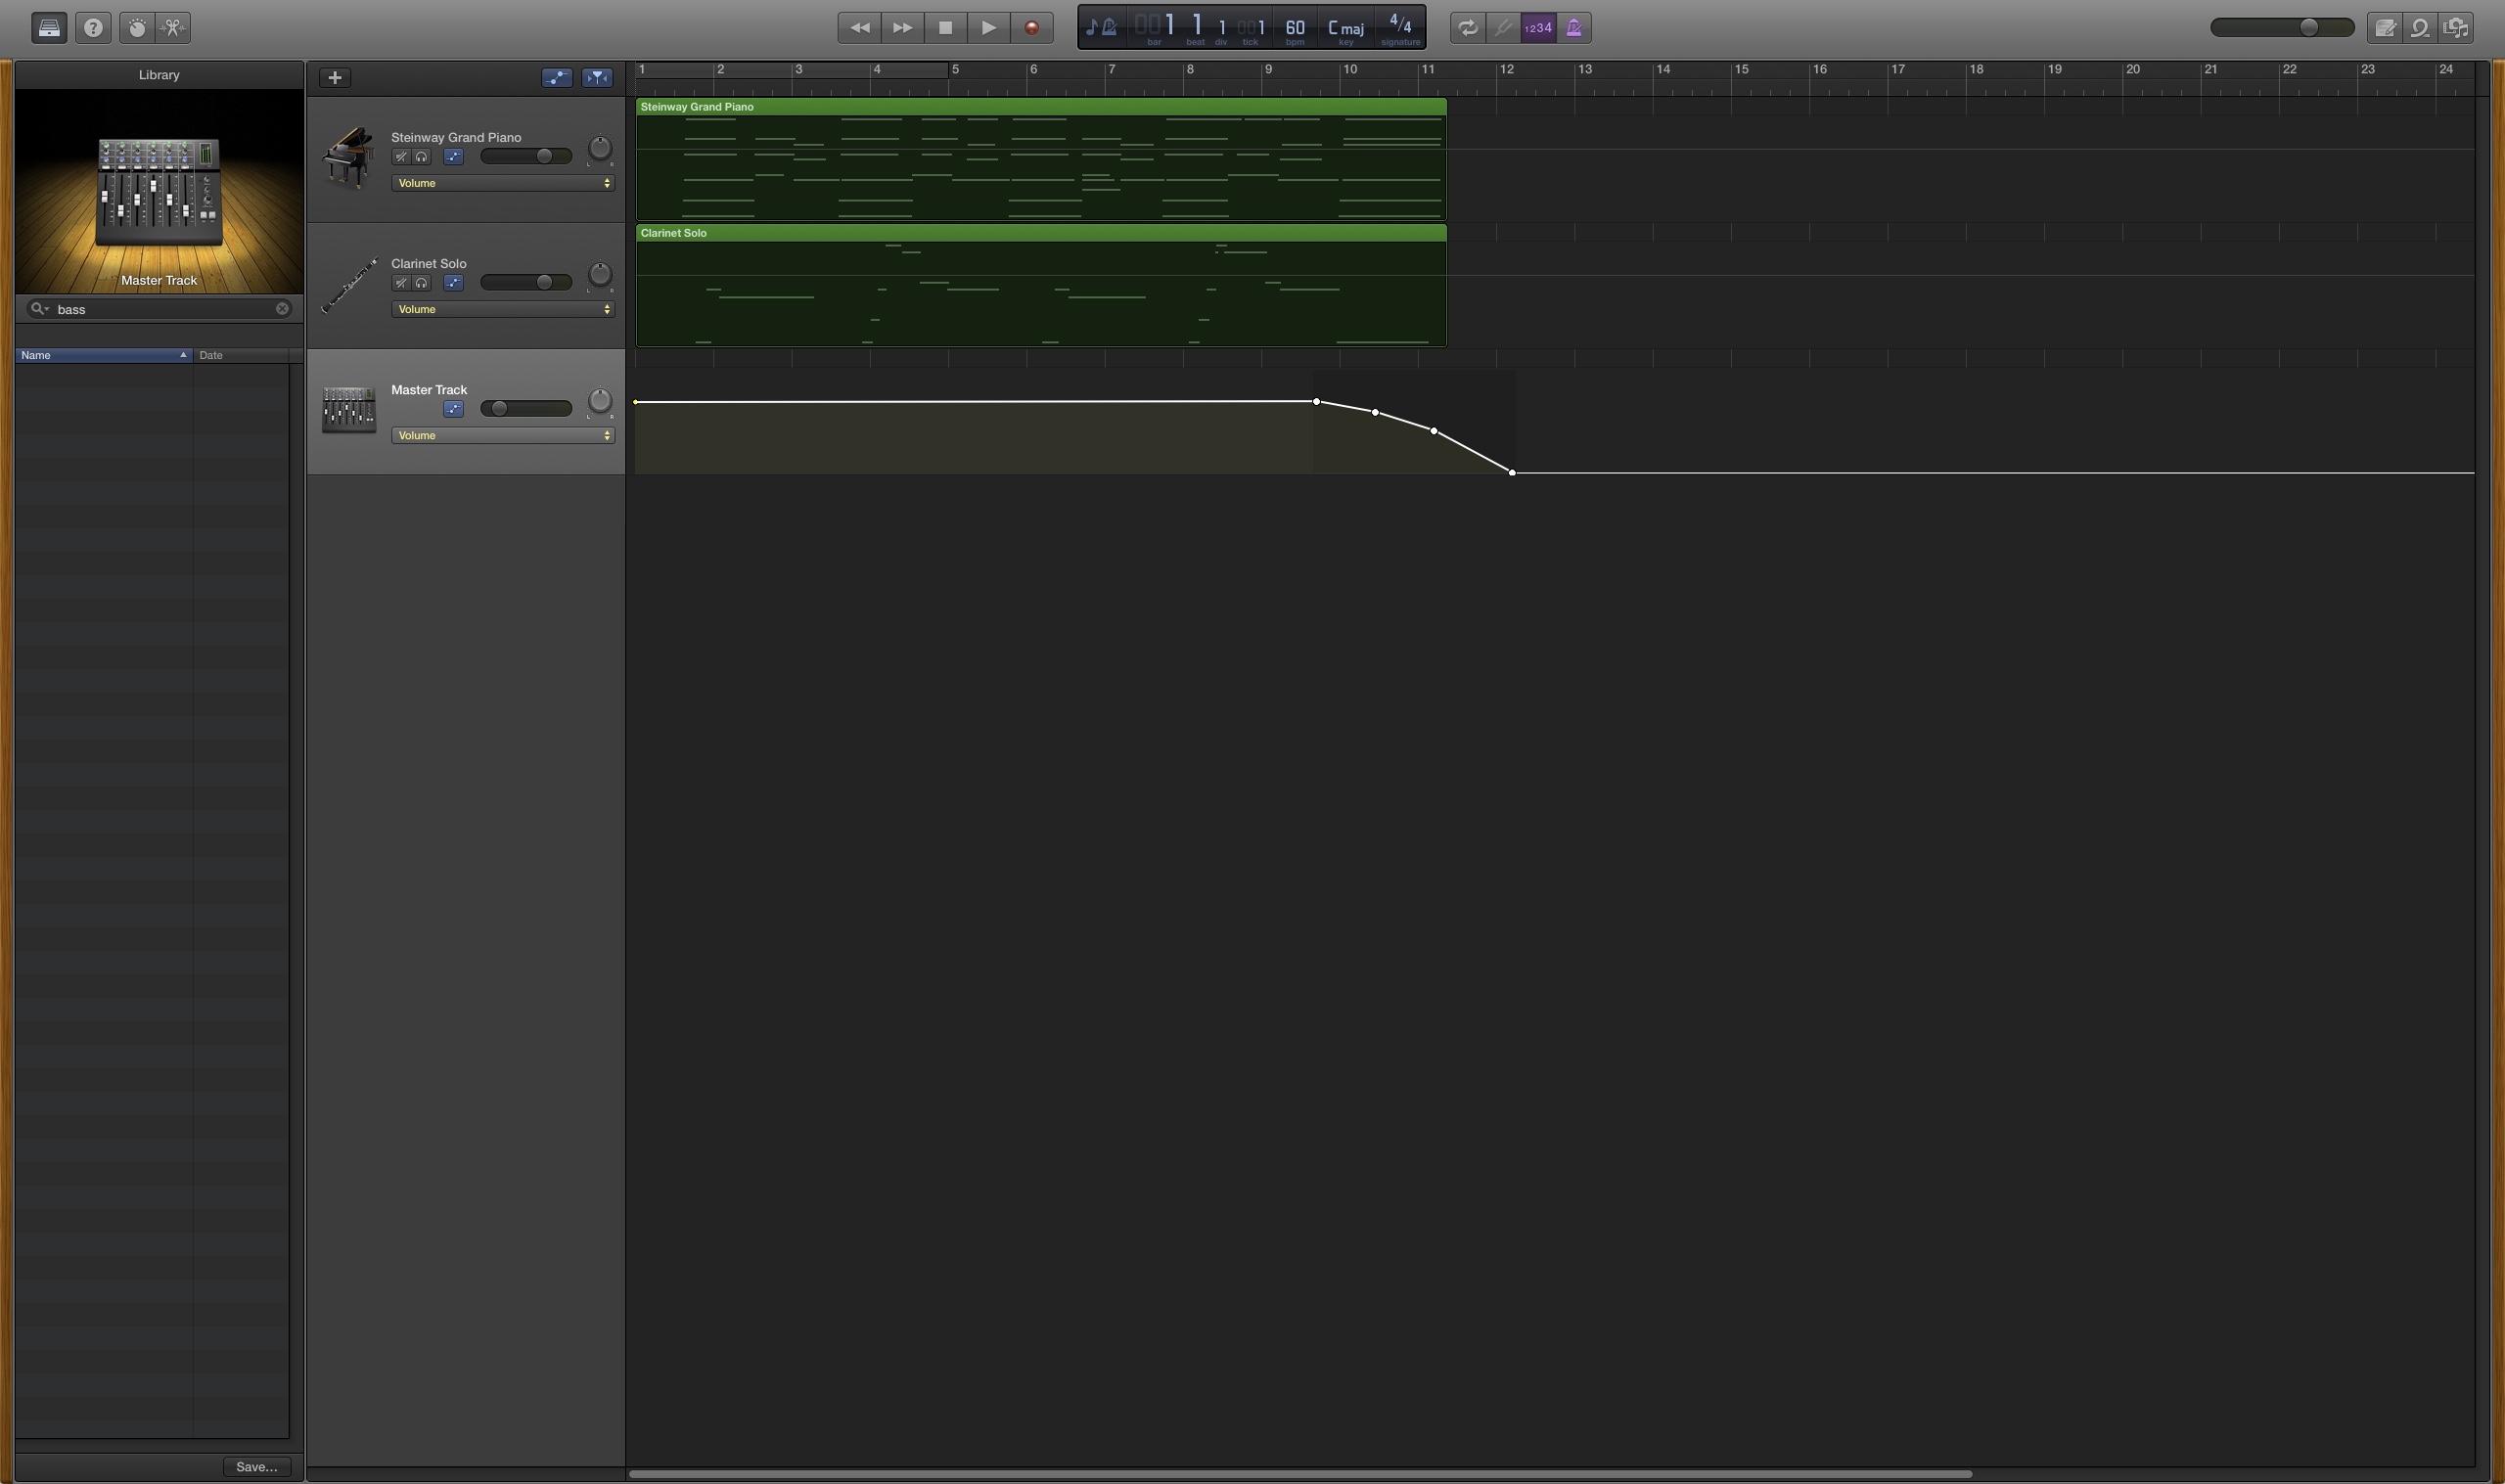 001 1 1 001 60 C maj 4/4
bar beat div tick bpm key signature
1234
Library
1 2 3 4 5 6 7 8 9 10 11 12 13 14 15 16 17 18 19 20 21 22 23 24
Master Track
bass
Name Date
Save...
Steinway Grand Piano
L R
Volume
Steinway Grand Piano
Clarinet Solo
L R
Volume
Clarinet Solo
Master Track
L R
Volume